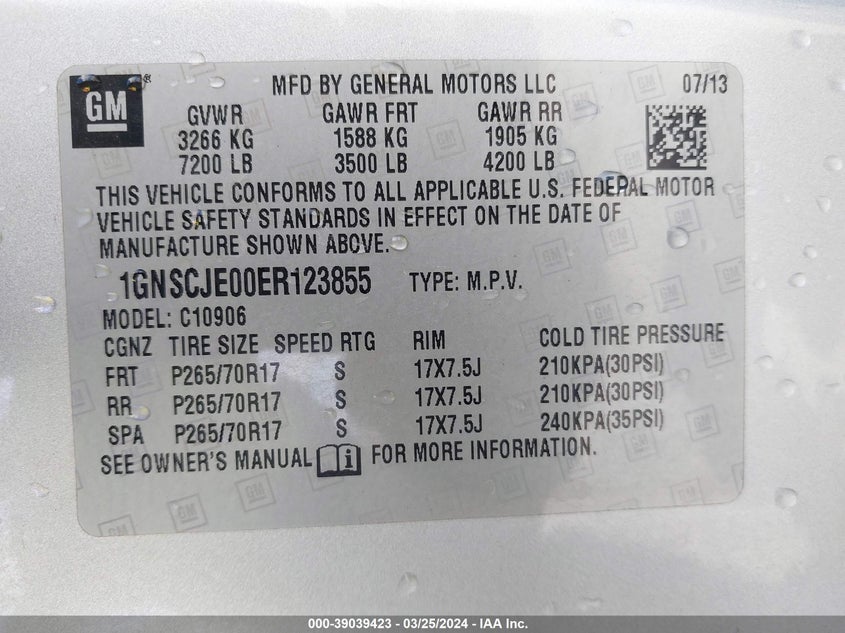 GM ® MFD BY GENERAL MOTORS LLC 07/13
GVWR GAWR FRT GAWR RR
3266 KG 1588 KG 1905 KG
7200 LB 3500 LB 4200 LB
THIS VEHICLE CONFORMS TO ALL APPLICABLE U.S. FEDERAL MOTOR
VEHICLE SAFETY STANDARDS IN EFFECT ON THE DATE OF
MANUFACTURE SHOWN ABOVE.
1GNSCJE00ER123855 TYPE: M.P.V.
MODEL: C10906
CGNZ TIRE SIZE SPEED RTG RIM COLD TIRE PRESSURE
FRT P265/70R17 S 17X7.5J 210KPA(30PSI)
RR P265/70R17 S 17X7.5J 210KPA(30PSI)
SPA P265/70R17 S 17X7.5J 240KPA(35PSI)
SEE OWNER'S MANUAL i FOR MORE INFORMATION.
000-39039423 - 03/25/2024 - IAA Inc.